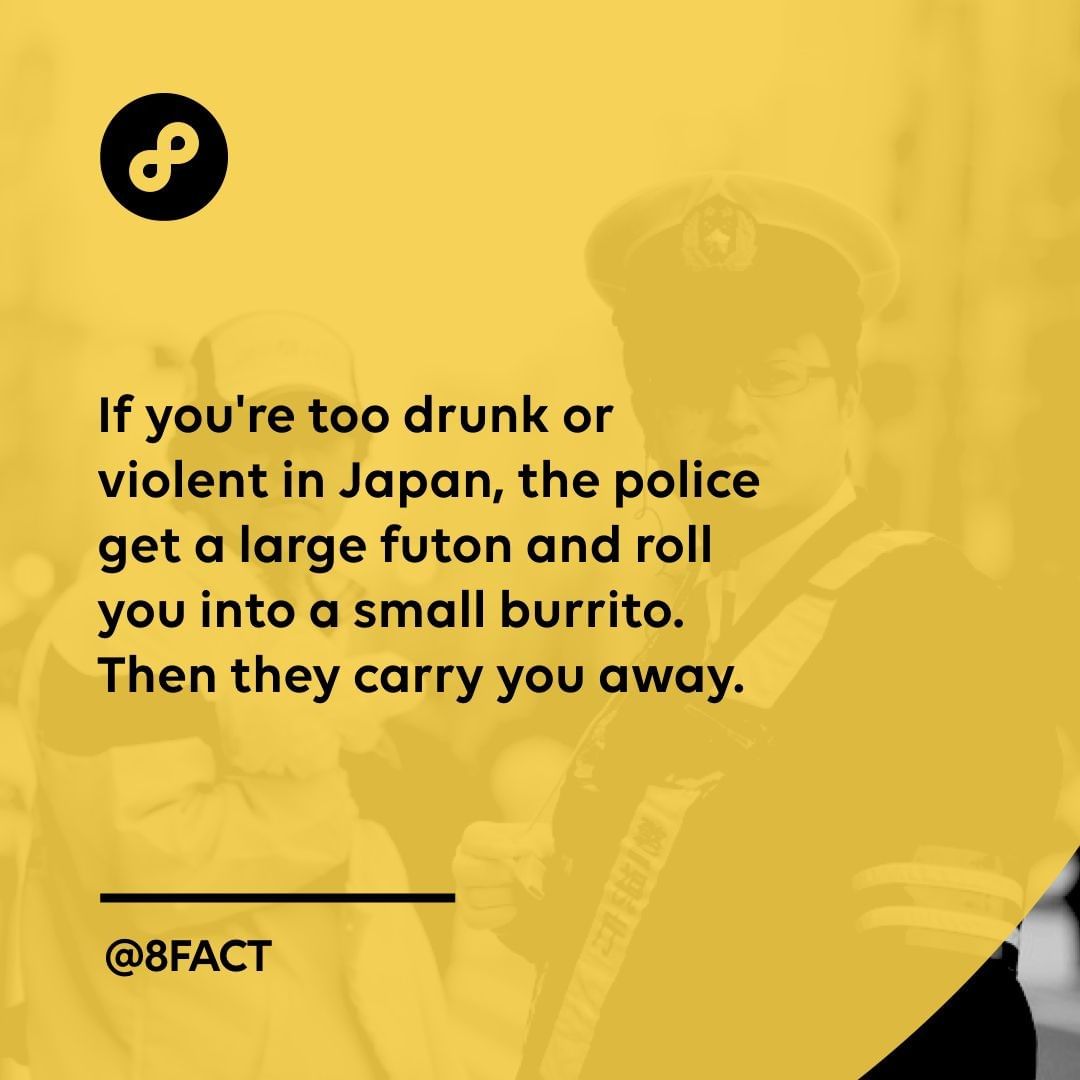 If you're too drunk or
violent in Japan, the police
get a large futon and roll
you into a small burrito.
Then they carry you away.
@8FACT